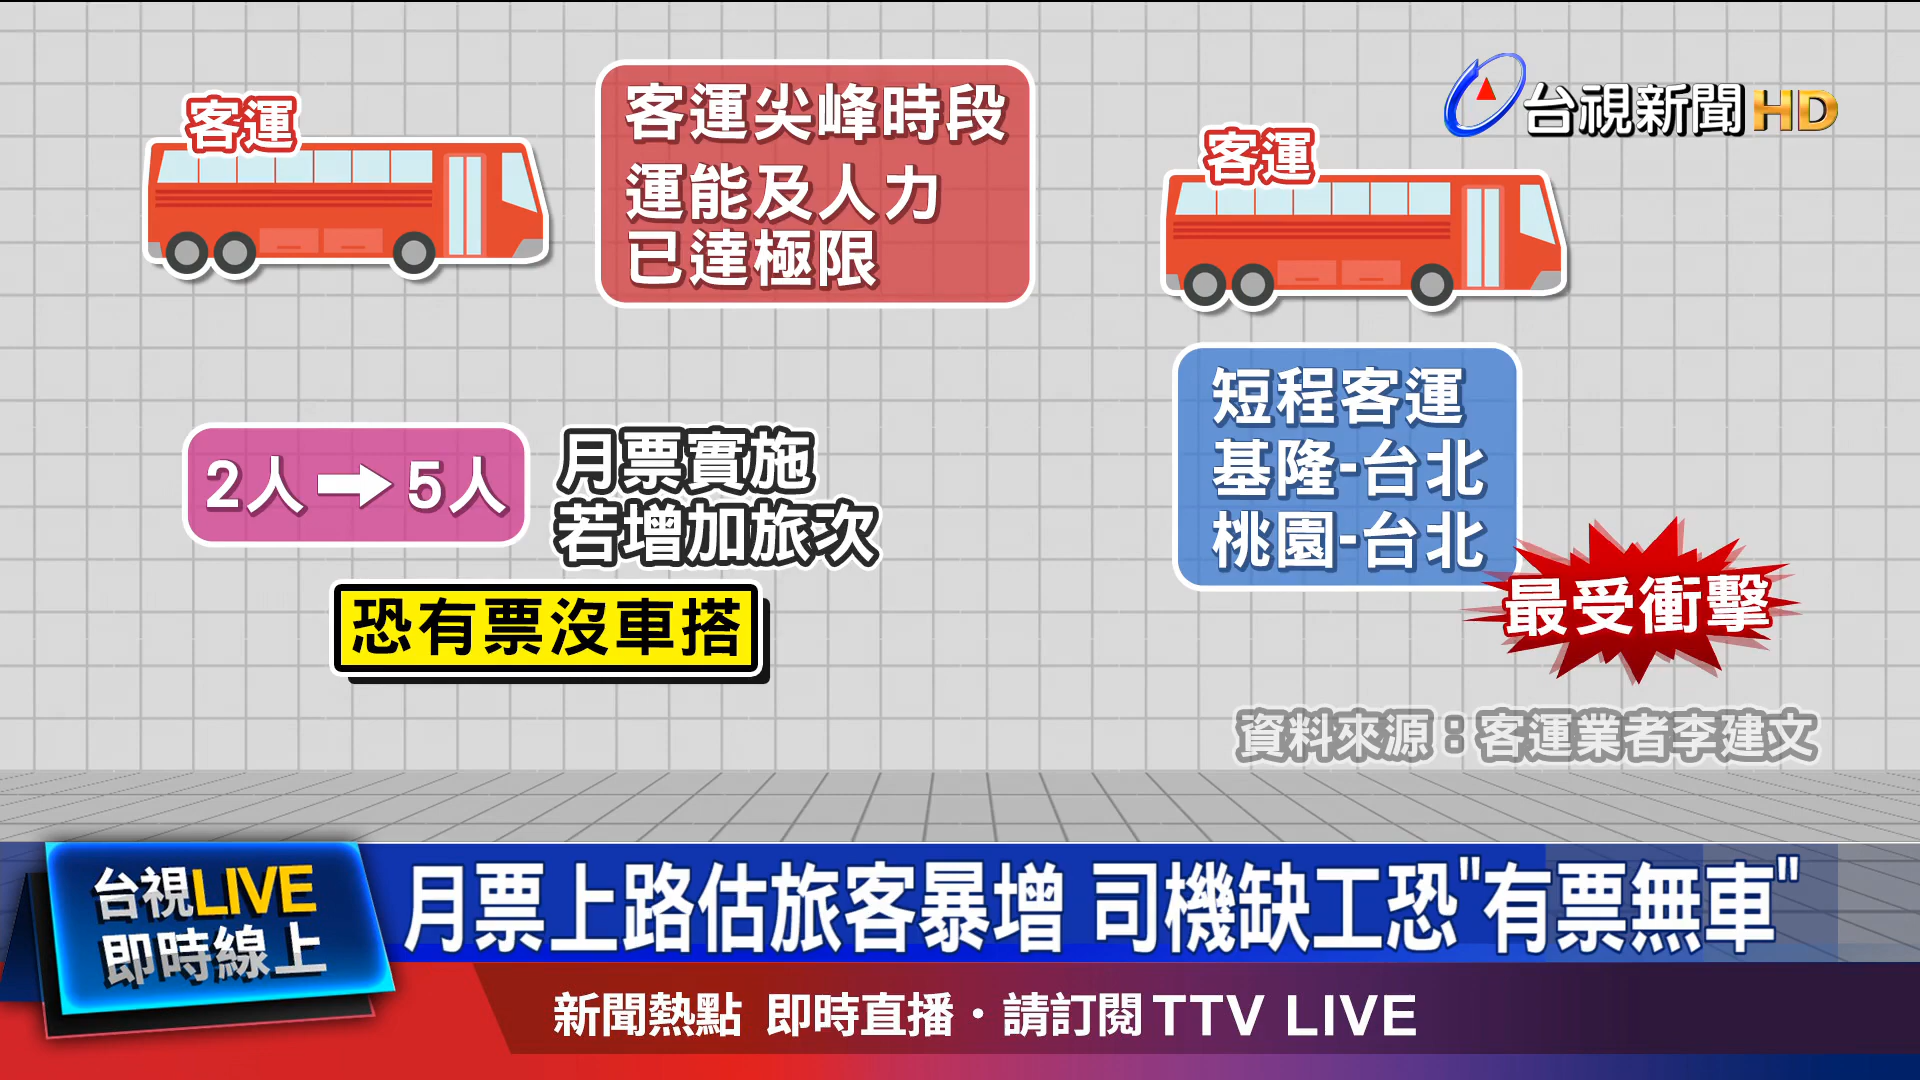 客運
客運尖峰時段
運能及人力
已達極限
台視新聞HD
客運
2人➡5人
月票實施
若增加旅次
恐有票沒車搭
短程客運
基隆-台北
桃園-台北
最受衝擊
資料來源：客運業者李建文
台視LIVE
即時線上
月票上路估旅客暴增 司機缺工恐"有票無車"
新聞熱點 即時直播・請訂閱TTV LIVE